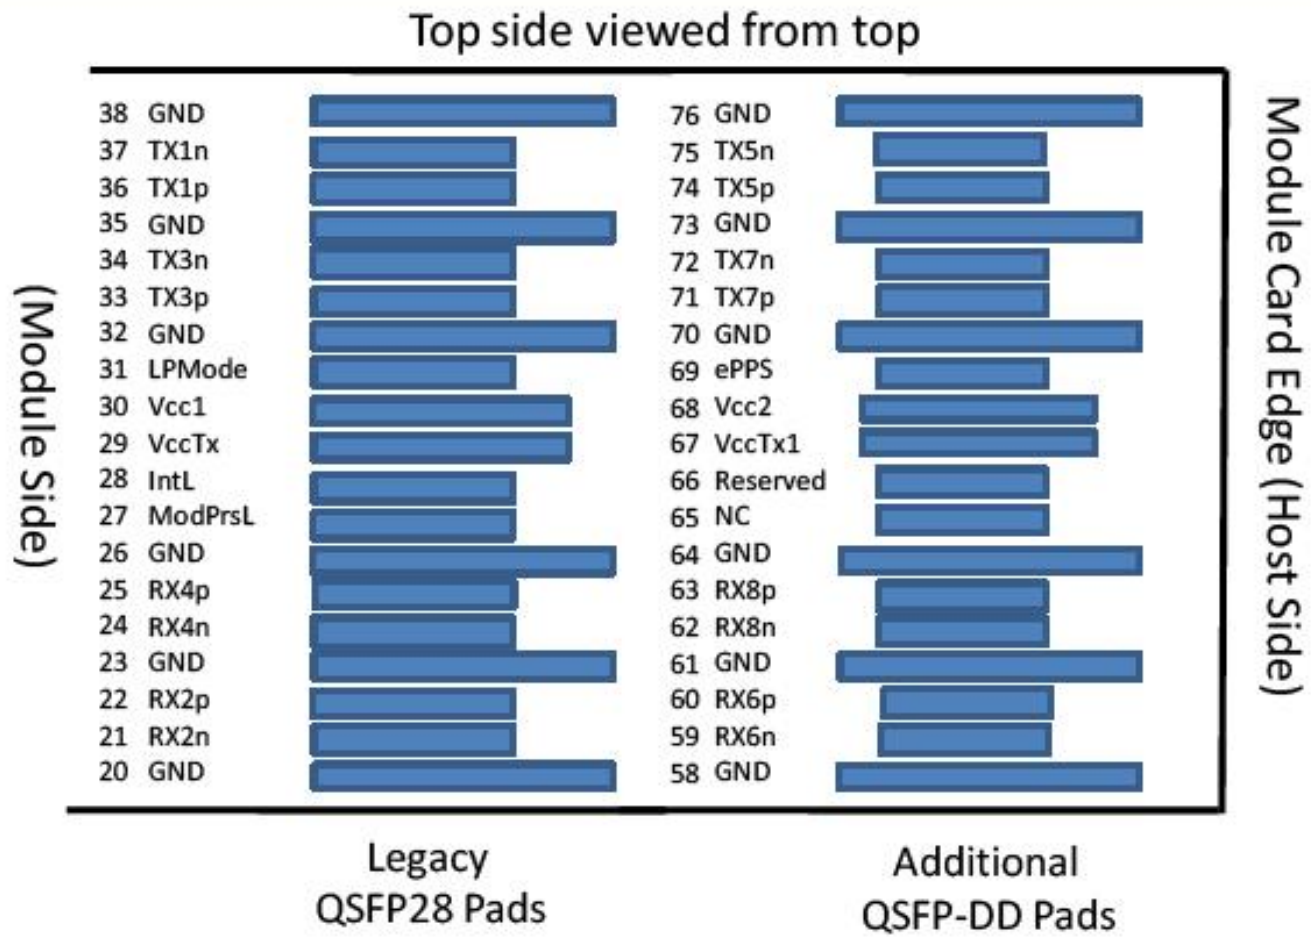 Top side viewed from top
38 GND
37 TX1n
36 TX1p
35 GND
34 TX3n
33 TX3p
32 GND
31 LPMode
30 Vcc1
29 VccTx
28 IntL
27 ModPrsL
26 GND
25 RX4p
24 RX4n
23 GND
22 RX2p
21 RX2n
20 GND
76 GND
75 TX5n
74 TX5p
73 GND
72 TX7n
71 TX7p
70 GND
69 ePPS
68 Vcc2
67 VccTx1
66 Reserved
65 NC
64 GND
63 RX8p
62 RX8n
61 GND
60 RX6p
59 RX6n
58 GND
(Module Side)
Module Card Edge (Host Side)
Legacy
QSFP28 Pads
Additional
QSFP-DD Pads